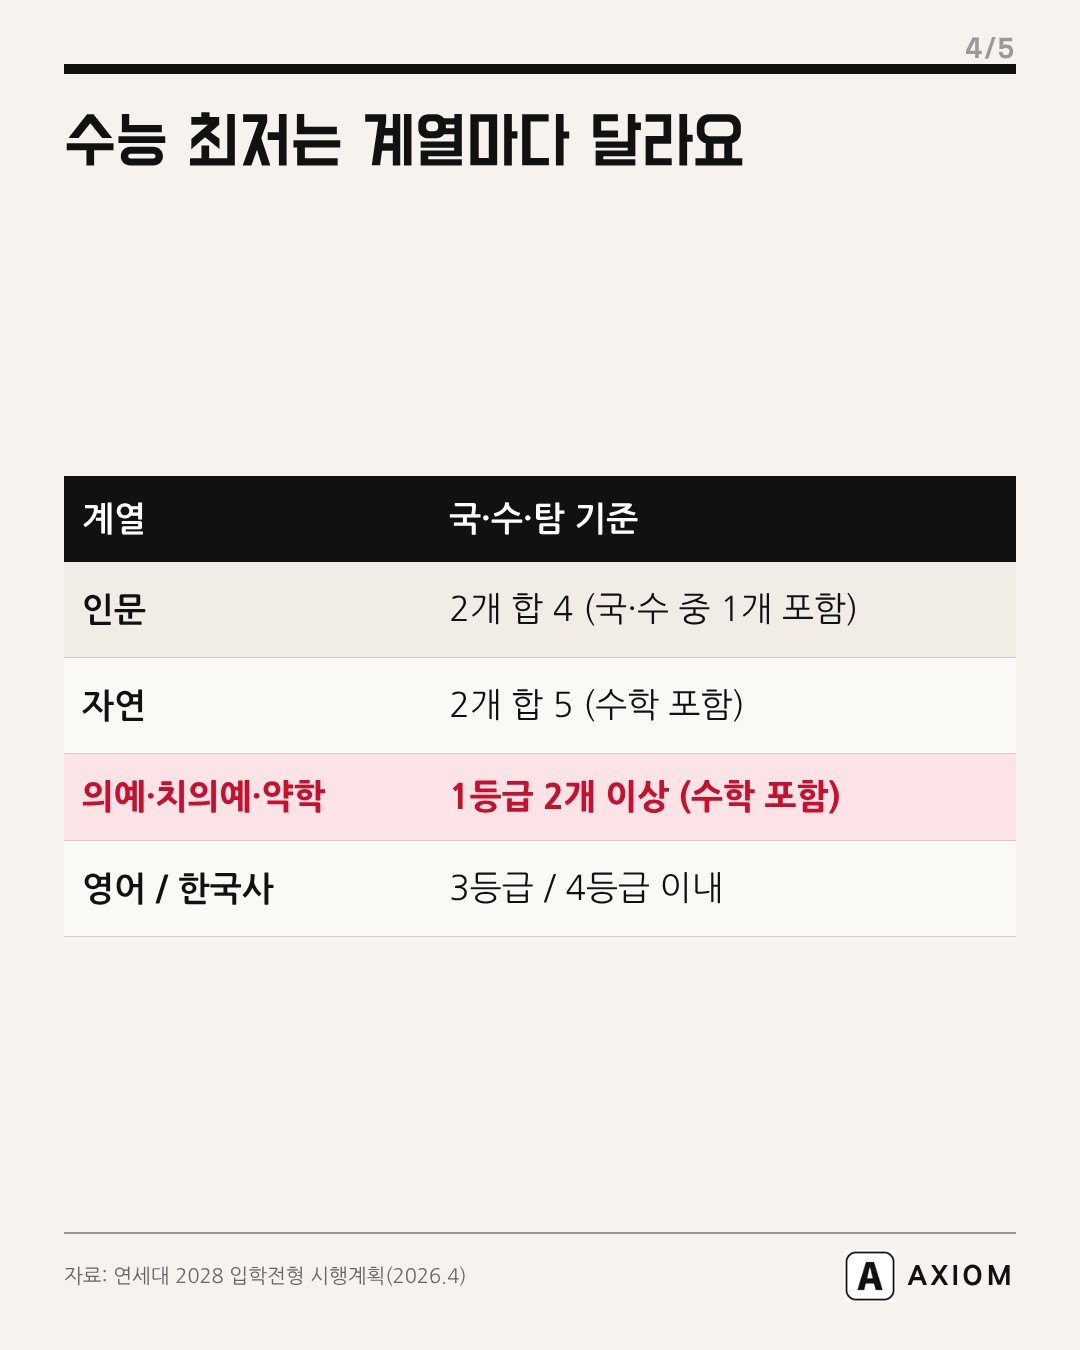 4/5
수능 최저는 계열마다 달라요
계열 국·수·탐 기준
인문 2개 합 4 (국·수 중 1개 포함)
자연 2개 합 5 (수학 포함)
의예·치의예·약학 1등급 2개 이상 (수학 포함)
영어 / 한국사 3등급 / 4등급 이내
자료: 연세대 2028 입학전형 시행계획(2026.4)
A AXIOM